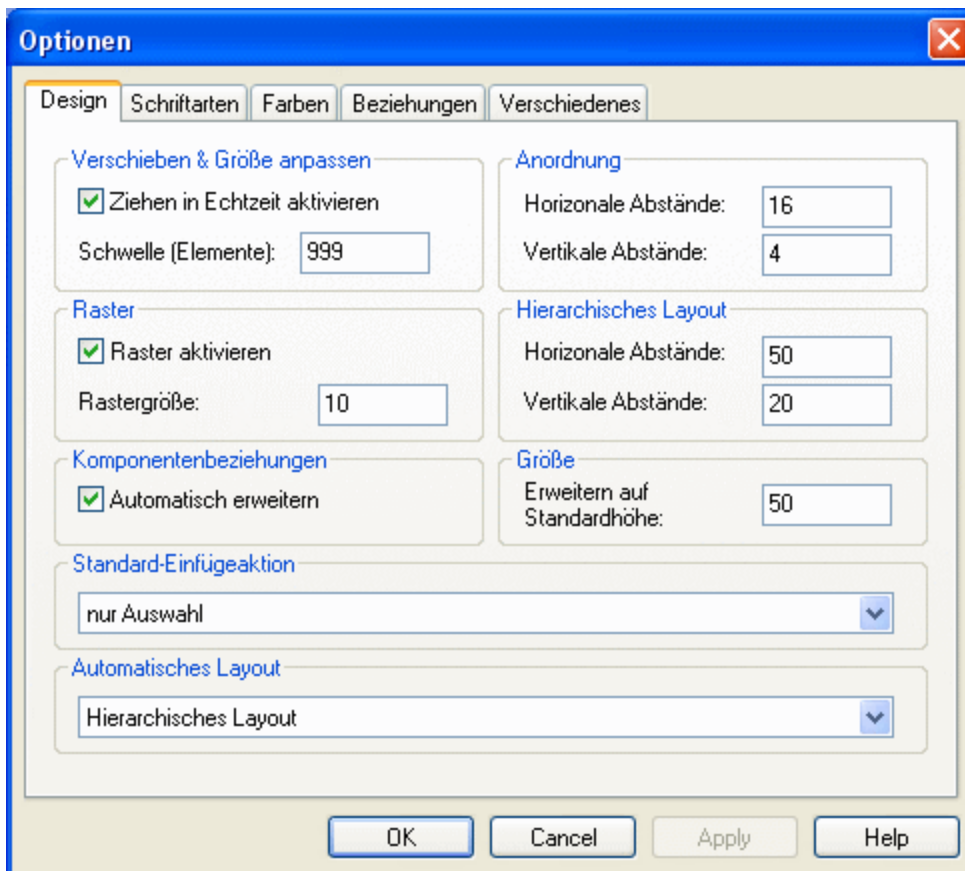 Optionen
Design Schriftarten Farben Beziehungen Verschiedenes
Verschieben & Größe anpassen
Ziehen in Echtzeit aktivieren
Schwelle (Elemente): 999
Anordnung
Horizonale Abstände: 16
Vertikale Abstände: 4
Raster
Raster aktivieren
Rastergröße: 10
Hierarchisches Layout
Horizonale Abstände: 50
Vertikale Abstände: 20
Komponentenbeziehungen
Automatisch erweitern
Größe
Erweitern auf
Standardhöhe: 50
Standard-Einfügeaktion
nur Auswahl
Automatisches Layout
Hierarchisches Layout
OK Cancel Apply Help